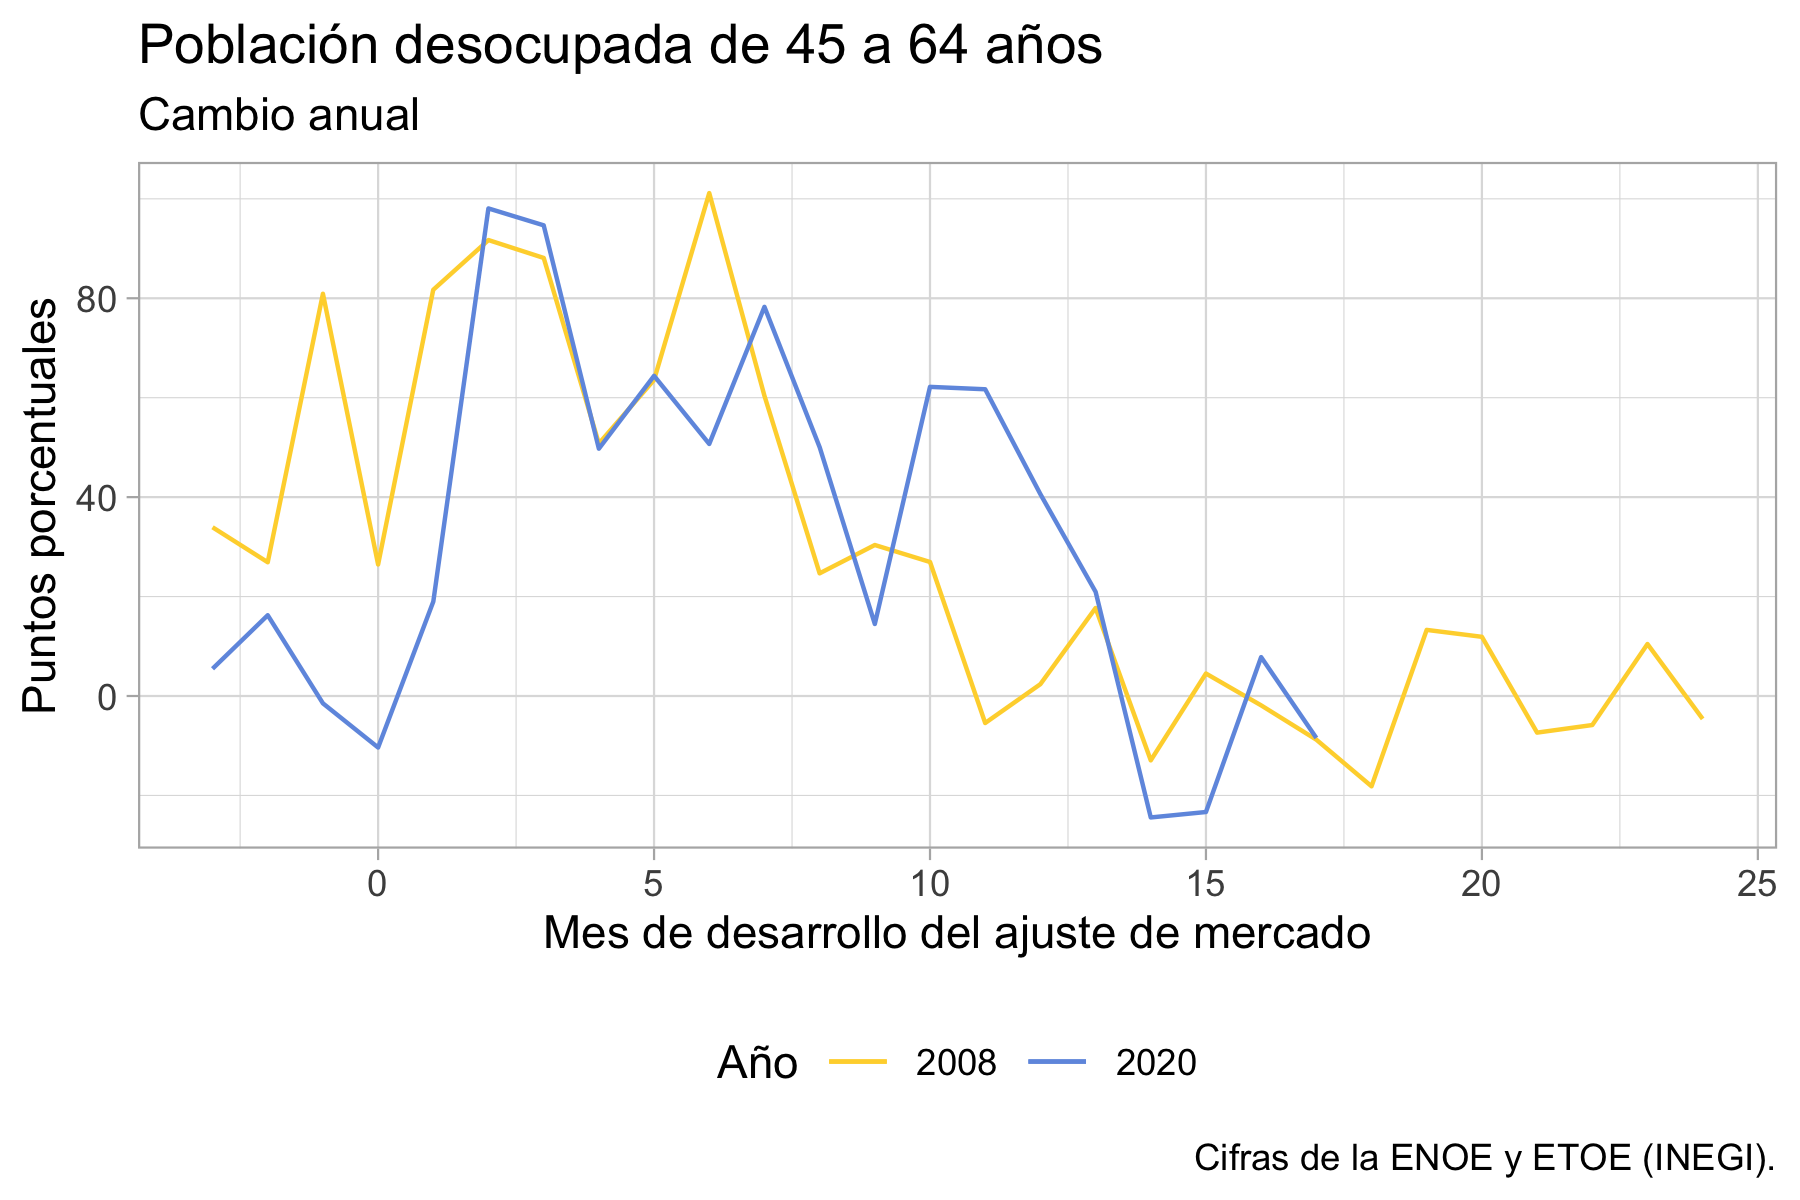 Población desocupada de 45 a 64 años
Cambio anual
Puntos porcentuales
80
40
0
0 5 10 15 20 25
Mes de desarrollo del ajuste de mercado
Año 2008 2020
Cifras de la ENOE y ETOE (INEGI).